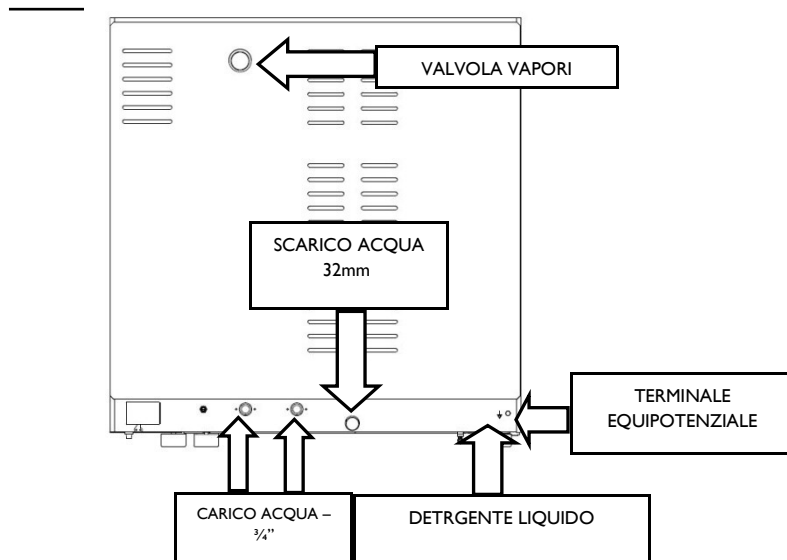 VALVOLA VAPORI
SCARICO ACQUA
32mm
TERMINALE
EQUIPOTENZIALE
CARICO ACQUA –
¾”
DETRGENTE LIQUIDO